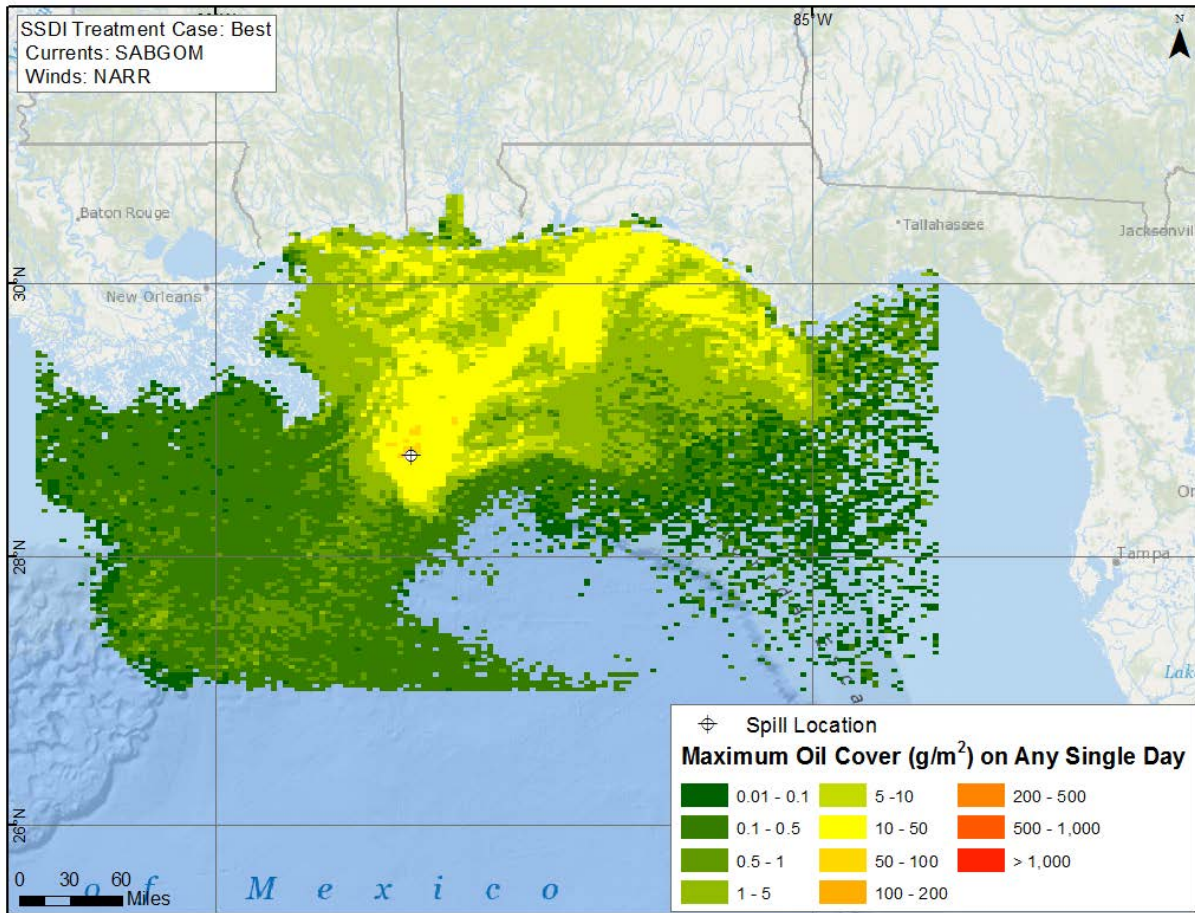 SSDI Treatment Case: Best
Currents: SABGOM
Winds: NARR
85°W
N
Baton Rouge
Tallahassee
Jacksonvil
30°N
New Orleans
28°N
Tampa
Or
Lake
26°N
0 30 60
Miles
of Mexico
Spill Location
Maximum Oil Cover (g/m²) on Any Single Day
0.01 - 0.1 5 -10 200 - 500
0.1 - 0.5 10 - 50 500 - 1,000
0.5 - 1 50 - 100 > 1,000
1 - 5 100 - 200